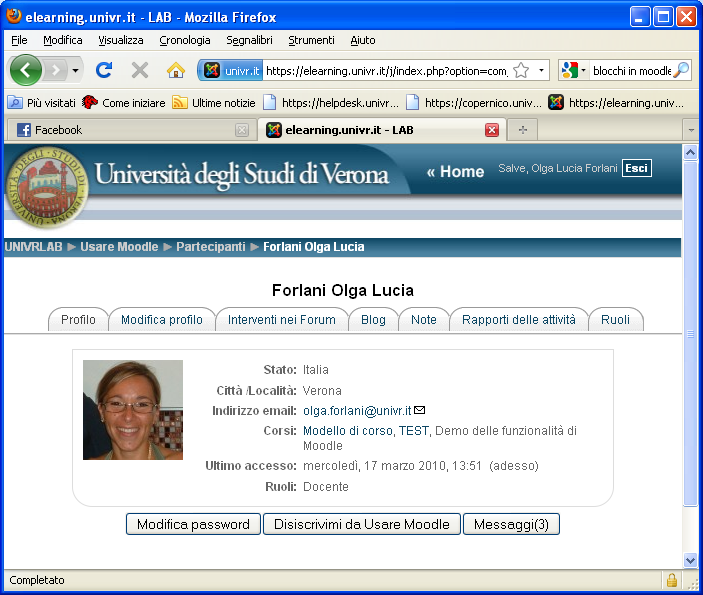 elearning.univr.it - LAB - Mozilla Firefox
File Modifica Visualizza Cronologia Segnalibri Strumenti Aiuto
univr.it https://elearning.univr.it/j/index.php?option=com_ blocchi in moodle
Più visitati Come iniziare Ultime notizie https://helpdesk.univr... https://copernico.univ... https://elearning.univ...
Facebook elearning.univr.it - LAB
Università degli Studi di Verona « Home Salve, Olga Lucia Forlani Esci
UNIVRLAB ► Usare Moodle ► Partecipanti ► Forlani Olga Lucia
Forlani Olga Lucia
Profilo Modifica profilo Interventi nei Forum Blog Note Rapporti delle attività Ruoli
Stato: Italia
Città /Località: Verona
Indirizzo email: olga.forlani@univr.it
Corsi: Modello di corso, TEST, Demo delle funzionalità di
Moodle
Ultimo accesso: mercoledì, 17 marzo 2010, 13:51 (adesso)
Ruoli: Docente
Modifica password Disiscrivimi da Usare Moodle Messaggi(3)
Completato